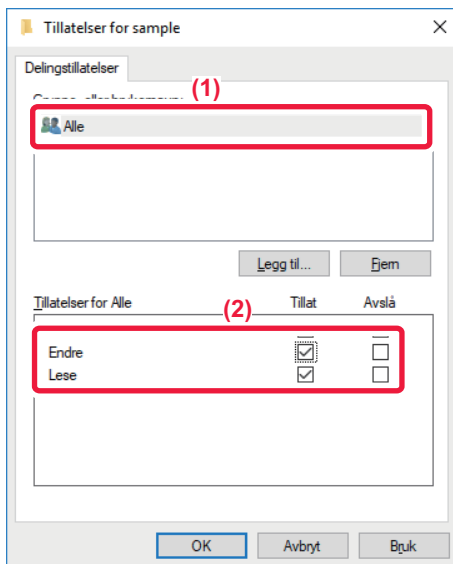 Tillatelser for sample
Delingstillatelser
(1)
Alle
Legg til...
Fjern
Tillatelser for Alle (2) Tillat Avslå
Endre
Lese
OK Avbryt Bruk